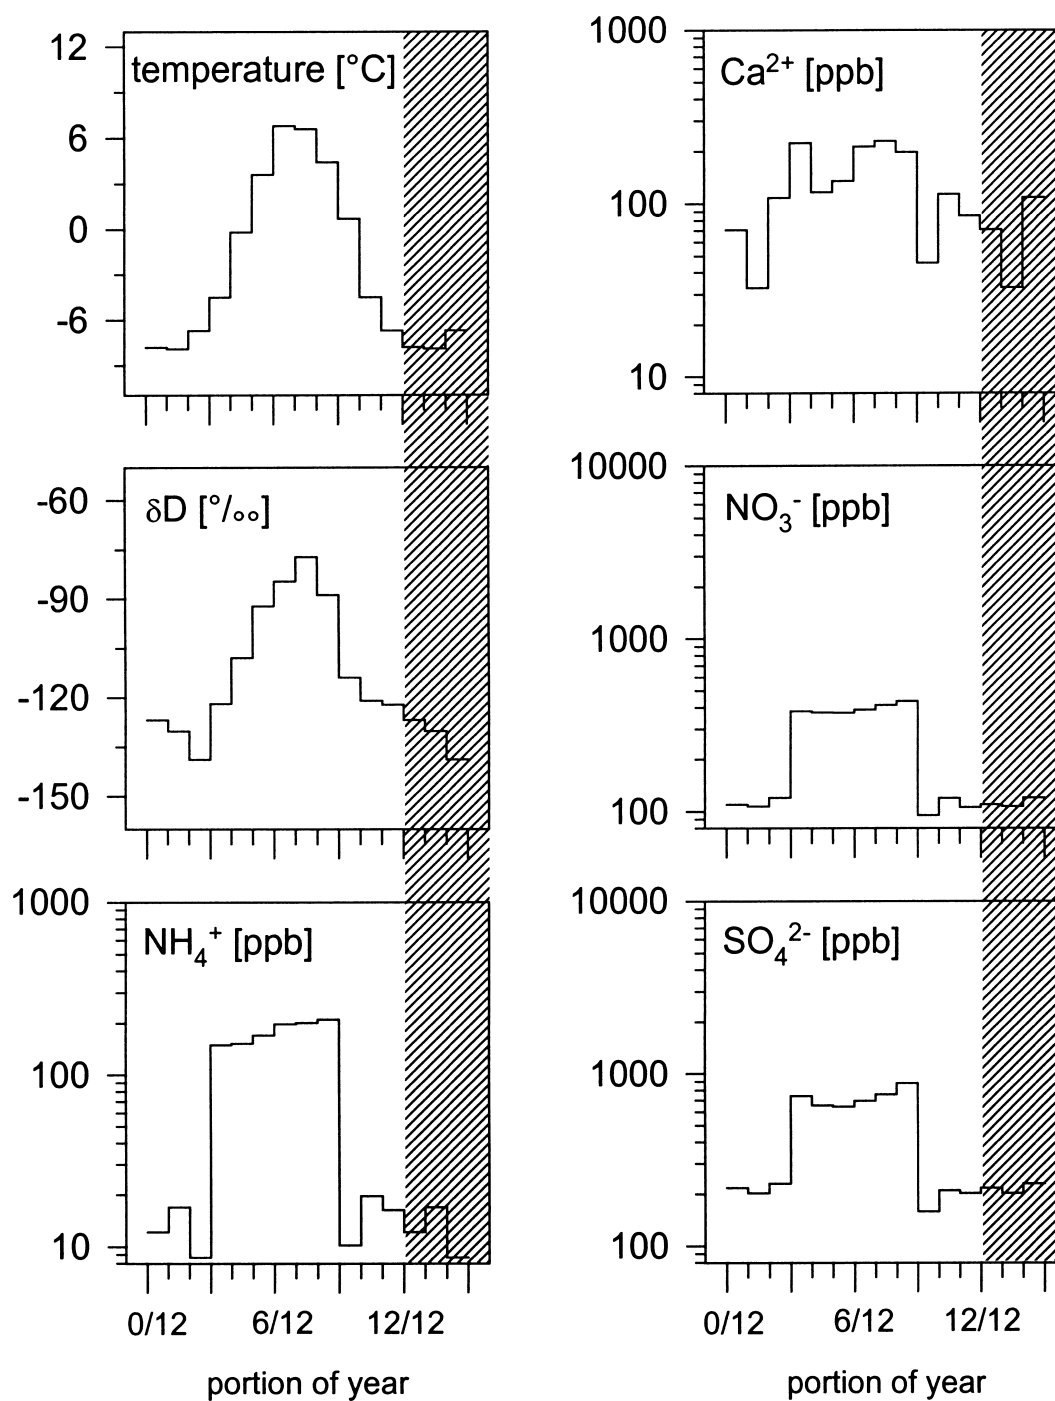 temperature [°C]
12
6
0
-6
Ca2+ [ppb]
1000
100
10
δD [°/oo]
-60
-90
-120
-150
NO3- [ppb]
10000
1000
100
NH4+ [ppb]
1000
100
10
0/12 6/12 12/12
portion of year
SO42- [ppb]
10000
1000
100
0/12 6/12 12/12
portion of year